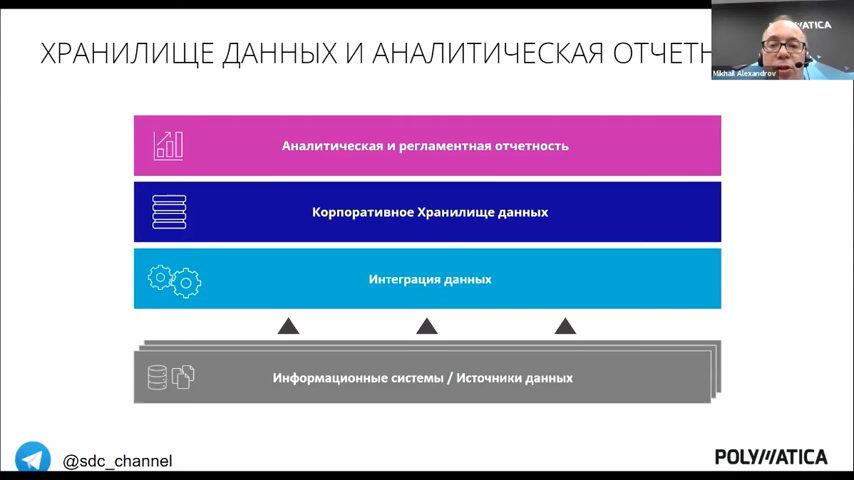 ХРАНИЛИЩЕ ДАННЫХ И АНАЛИТИЧЕСКАЯ ОТЧЕТН
POLYMATICA
Mikhail Alexandrov
Аналитическая и регламентная отчетность
Корпоративное Хранилище данных
Интеграция данных
Информационные системы / Источники данных
@sdc_channel
POLYMATICA